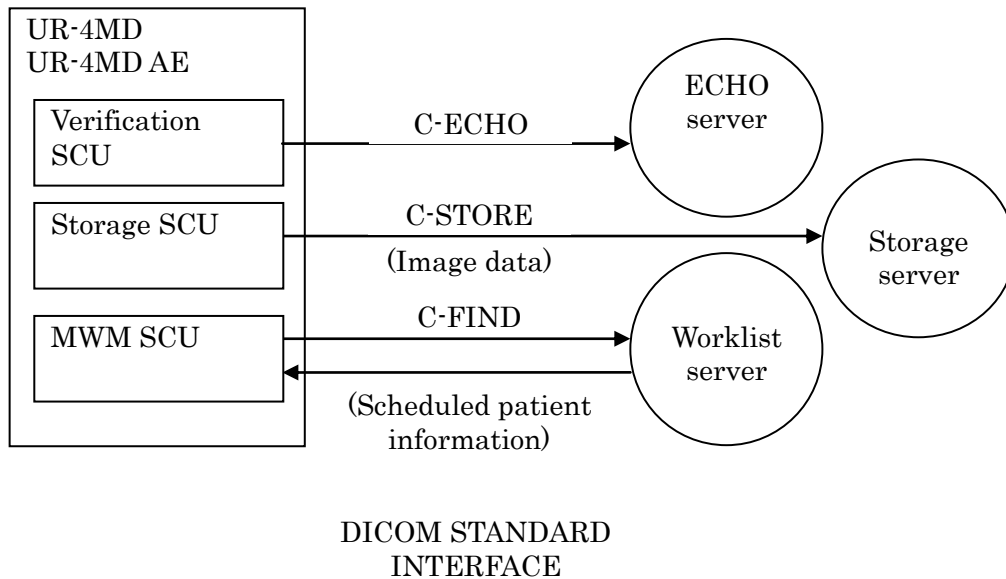 UR-4MD
UR-4MD AE
Verification
SCU
C-ECHO
ECHO
server
Storage SCU
C-STORE
(Image data)
Storage
server
MWM SCU
C-FIND
Worklist
server
(Scheduled patient
information)
DICOM STANDARD
INTERFACE